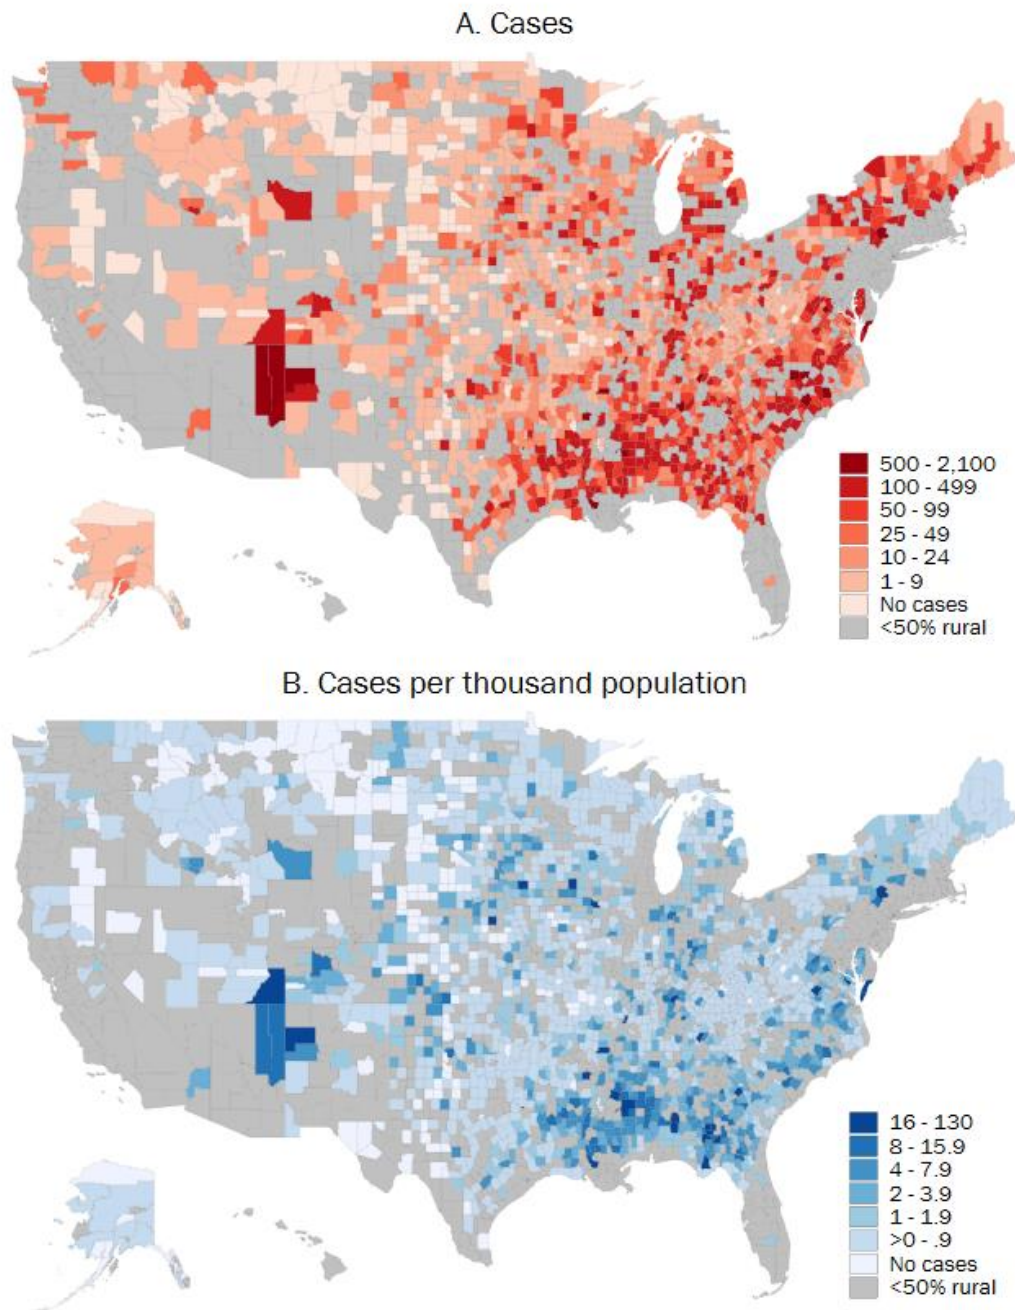 A. Cases
500 - 2,100
100 - 499
50 - 99
25 - 49
10 - 24
1 - 9
No cases
<50% rural
B. Cases per thousand population
16 - 130
8 - 15.9
4 - 7.9
2 - 3.9
1 - 1.9
>0 - .9
No cases
<50% rural